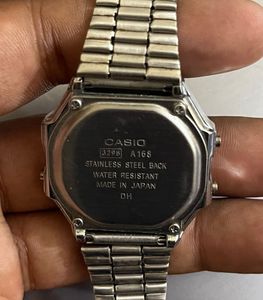 CASIO
3298 A168
STAINLESS STEEL BACK
WATER RESISTANT
MADE IN JAPAN
DH